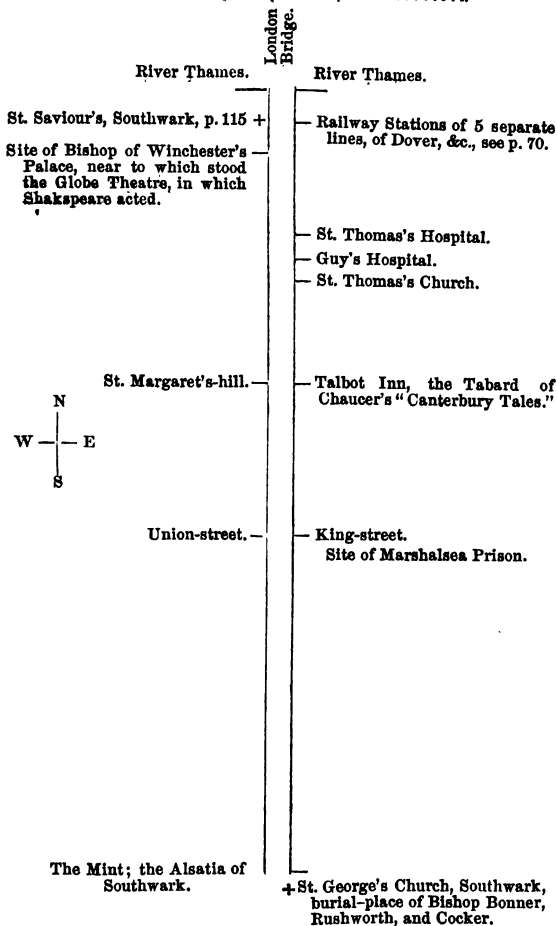 London
Bridge.
River Thames.
River Thames.
St. Saviour's, Southwark, p. 115 +
Railway Stations of 5 separate
lines, of Dover, &c., see p. 70.
Site of Bishop of Winchester's
Palace, near to which stood
the Globe Theatre, in which
Shakspeare acted.
St. Thomas's Hospital.
Guy's Hospital.
St. Thomas's Church.
St. Margaret's-hill.
Talbot Inn, the Tabard of
Chaucer's "Canterbury Tales."
N
W E
S
Union-street.
King-street.
Site of Marshalsea Prison.
The Mint; the Alsatia of
Southwark.
+ St. George's Church, Southwark,
burial-place of Bishop Bonner,
Rushworth, and Cocker.